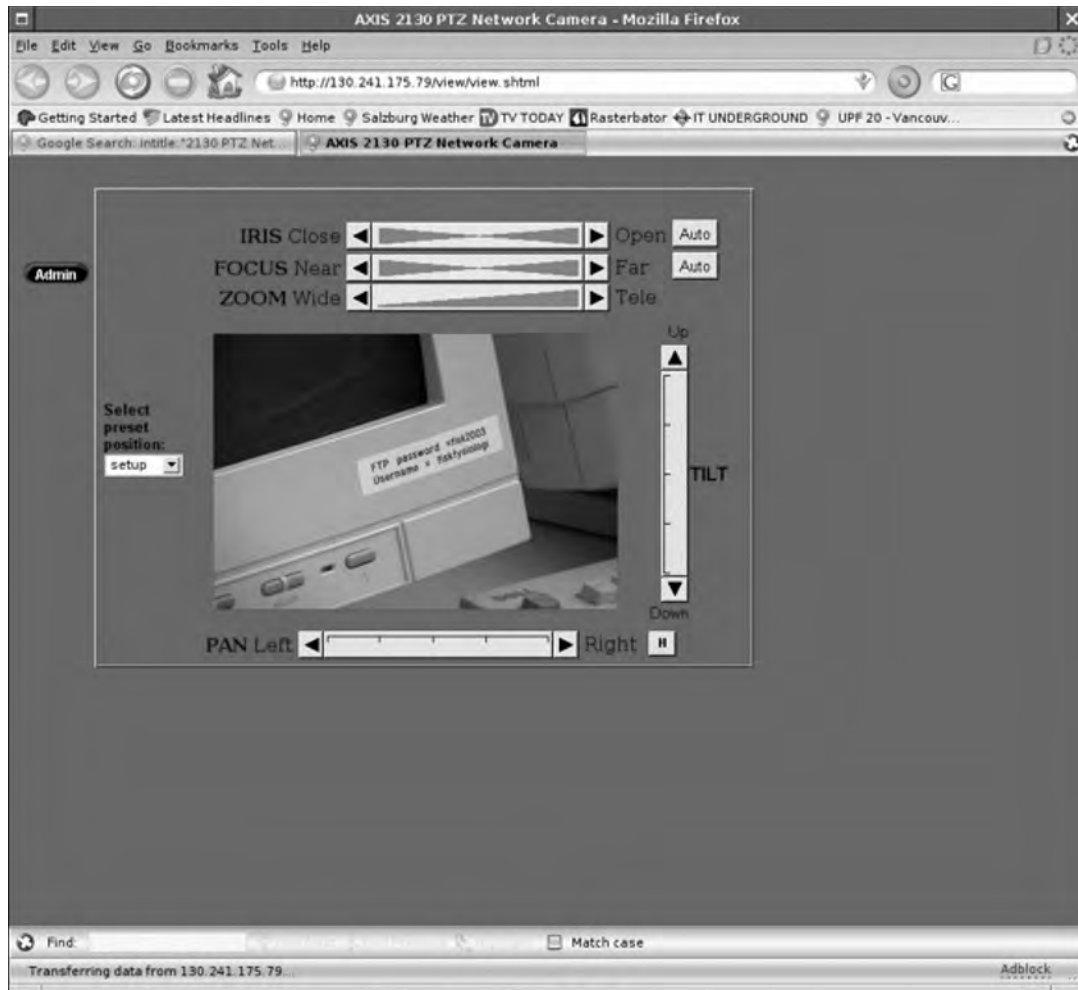 AXIS 2130 PTZ Network Camera - Mozilla Firefox
File Edit View Go Bookmarks Tools Help
http://130.241.175.79/view/view.shtml
G
Getting Started Latest Headlines Home Salzburg Weather TV TV TODAY Rasterbator IT UNDERGROUND UPF 20 - Vancouv...
Google Search: intitle:"2130 PTZ Net... AXIS 2130 PTZ Network Camera
IRIS Close Open Auto
Admin
FOCUS Near Far Auto
ZOOM Wide Tele
Up
Select
preset
position:
setup
FTP password =fisk2003
Username = fiskfysiologi
TILT
Down
PAN Left Right
Find: Match case
Transferring data from 130.241.175.79... Adblock